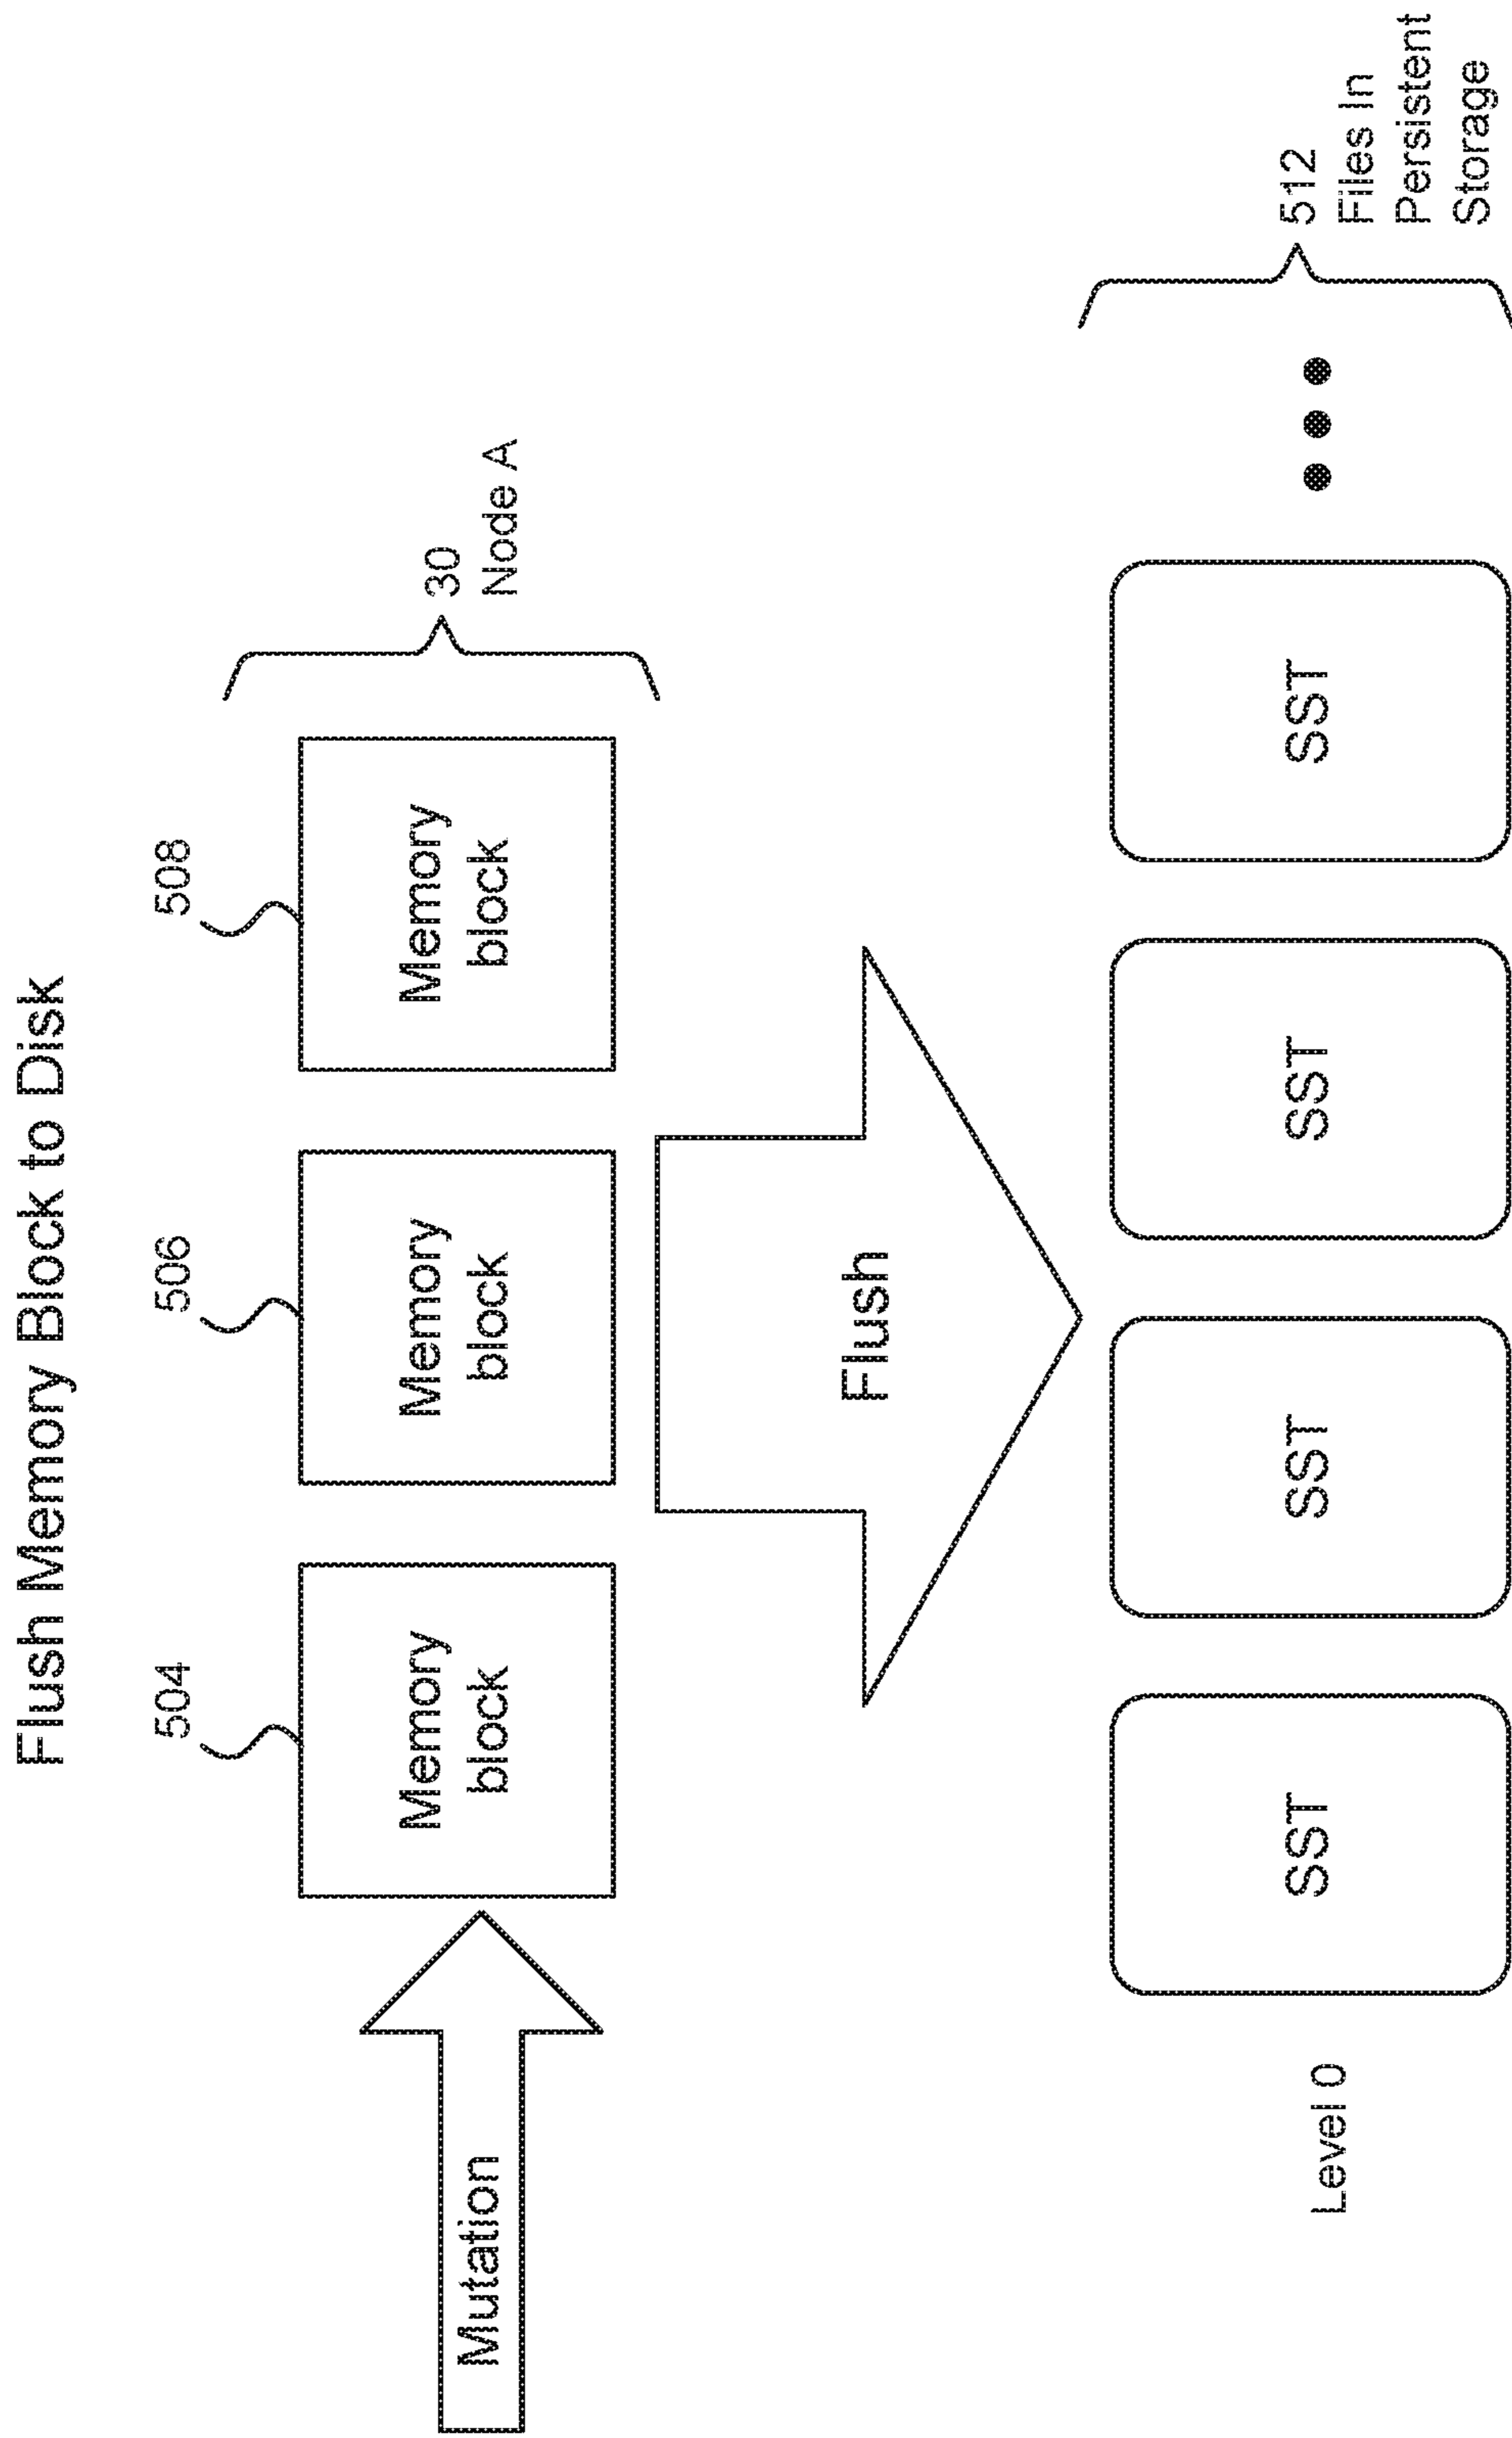 Flush Memory Block to Disk
504
506
508
Mutation
Memory
block
Memory
block
Memory
block
30
Node A
Flush
Level 0
SST
SST
SST
SST
512
Files In
Persistent
Storage